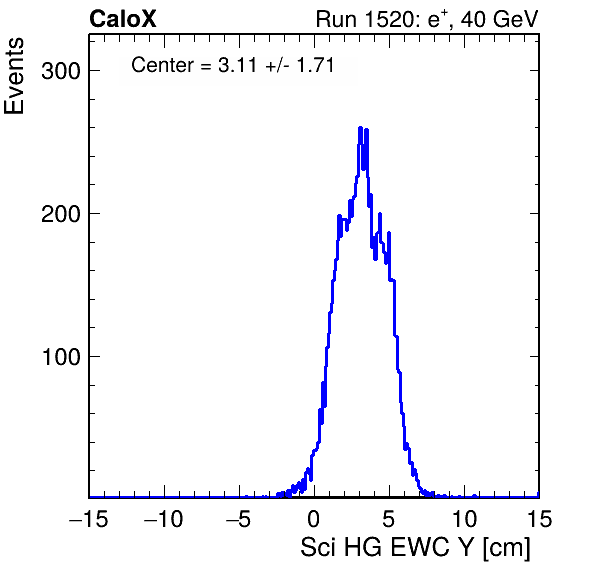 CaloX Run 1520: e⁺, 40 GeV
Events
Center = 3.11 +/- 1.71
300
200
100
−15 −10 −5 0 5 10 15
Sci HG EWC Y [cm]